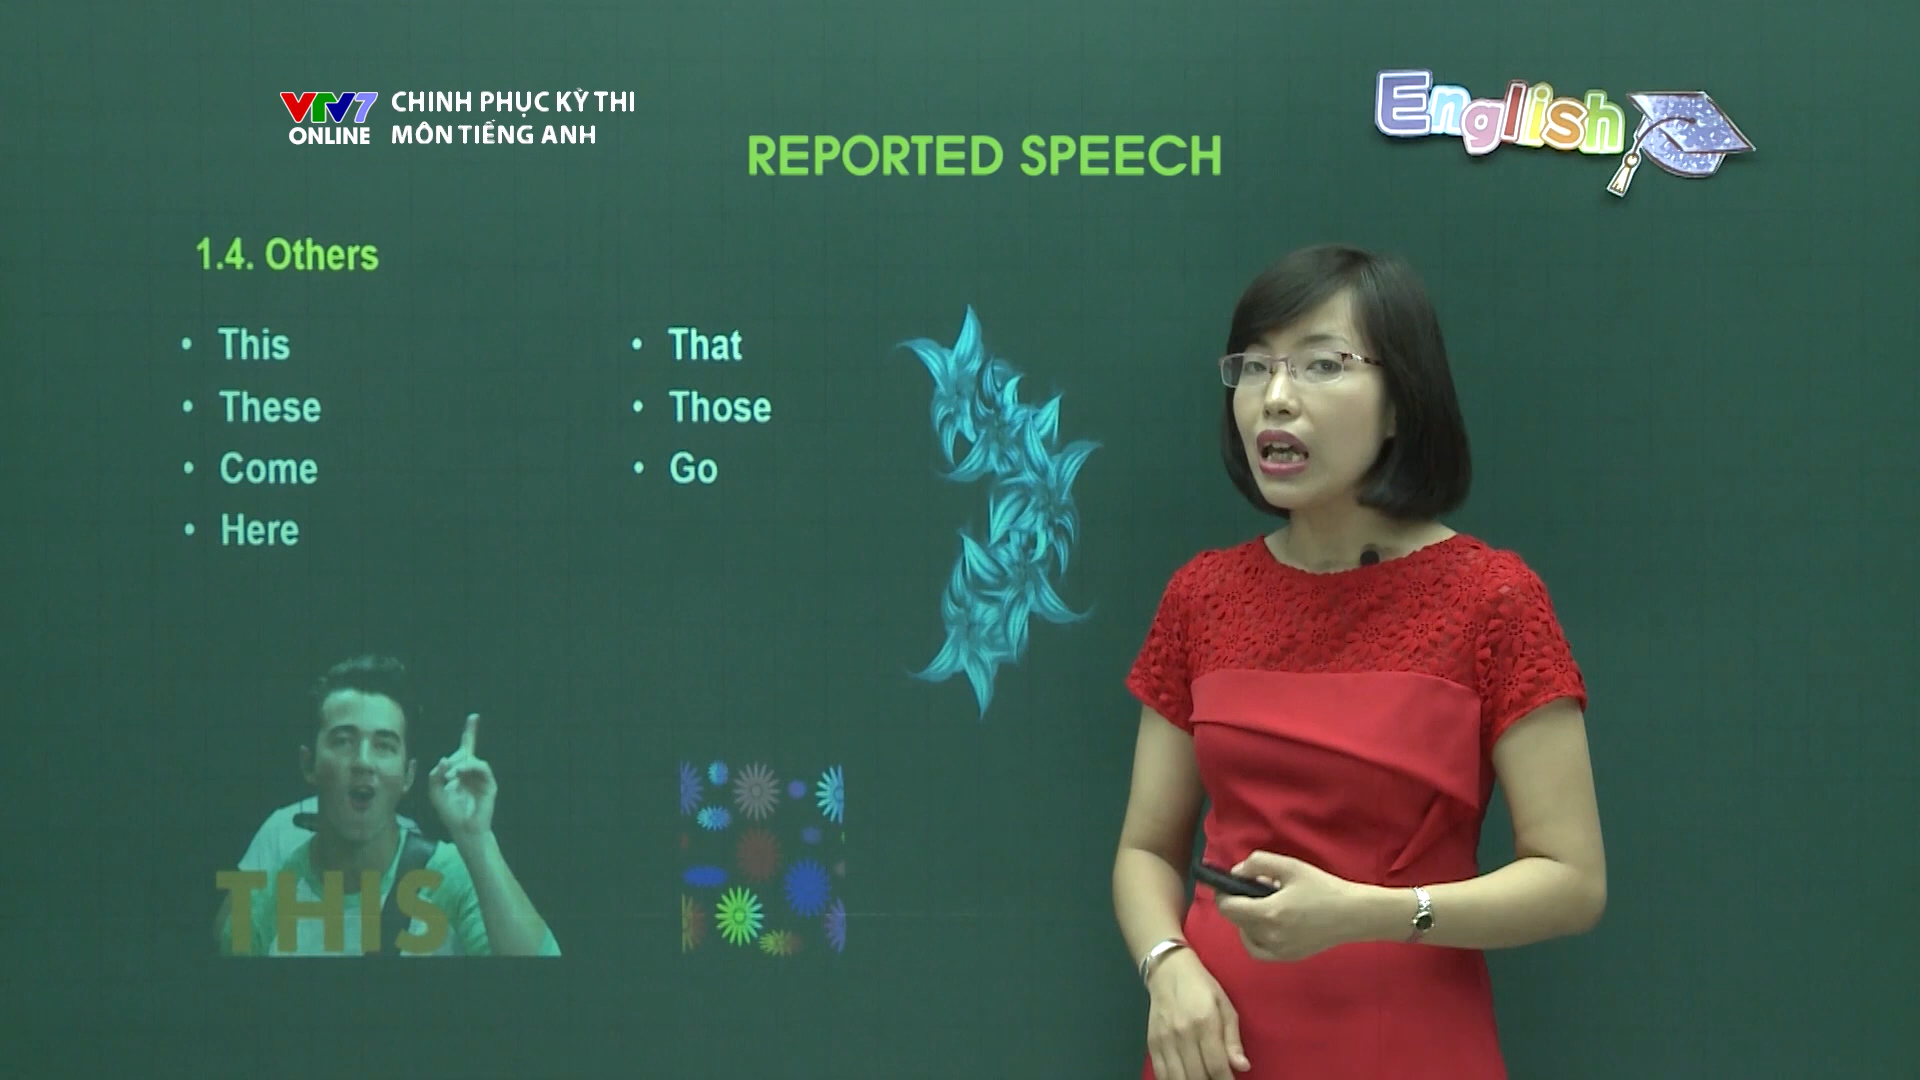 VTV7
ONLINE
CHINH PHỤC KỲ THI
MÔN TIẾNG ANH
REPORTED SPEECH
English
1.4. Others
• This
• These
• Come
• Here
• That
• Those
• Go
THIS